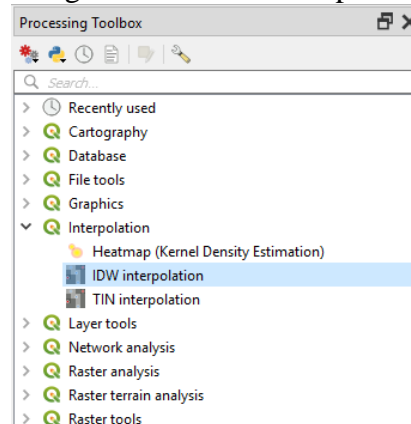 Processing Toolbox
Search...
Recently used
Cartography
Database
File tools
Graphics
Interpolation
Heatmap (Kernel Density Estimation)
IDW interpolation
TIN interpolation
Layer tools
Network analysis
Raster analysis
Raster terrain analysis
Raster tools